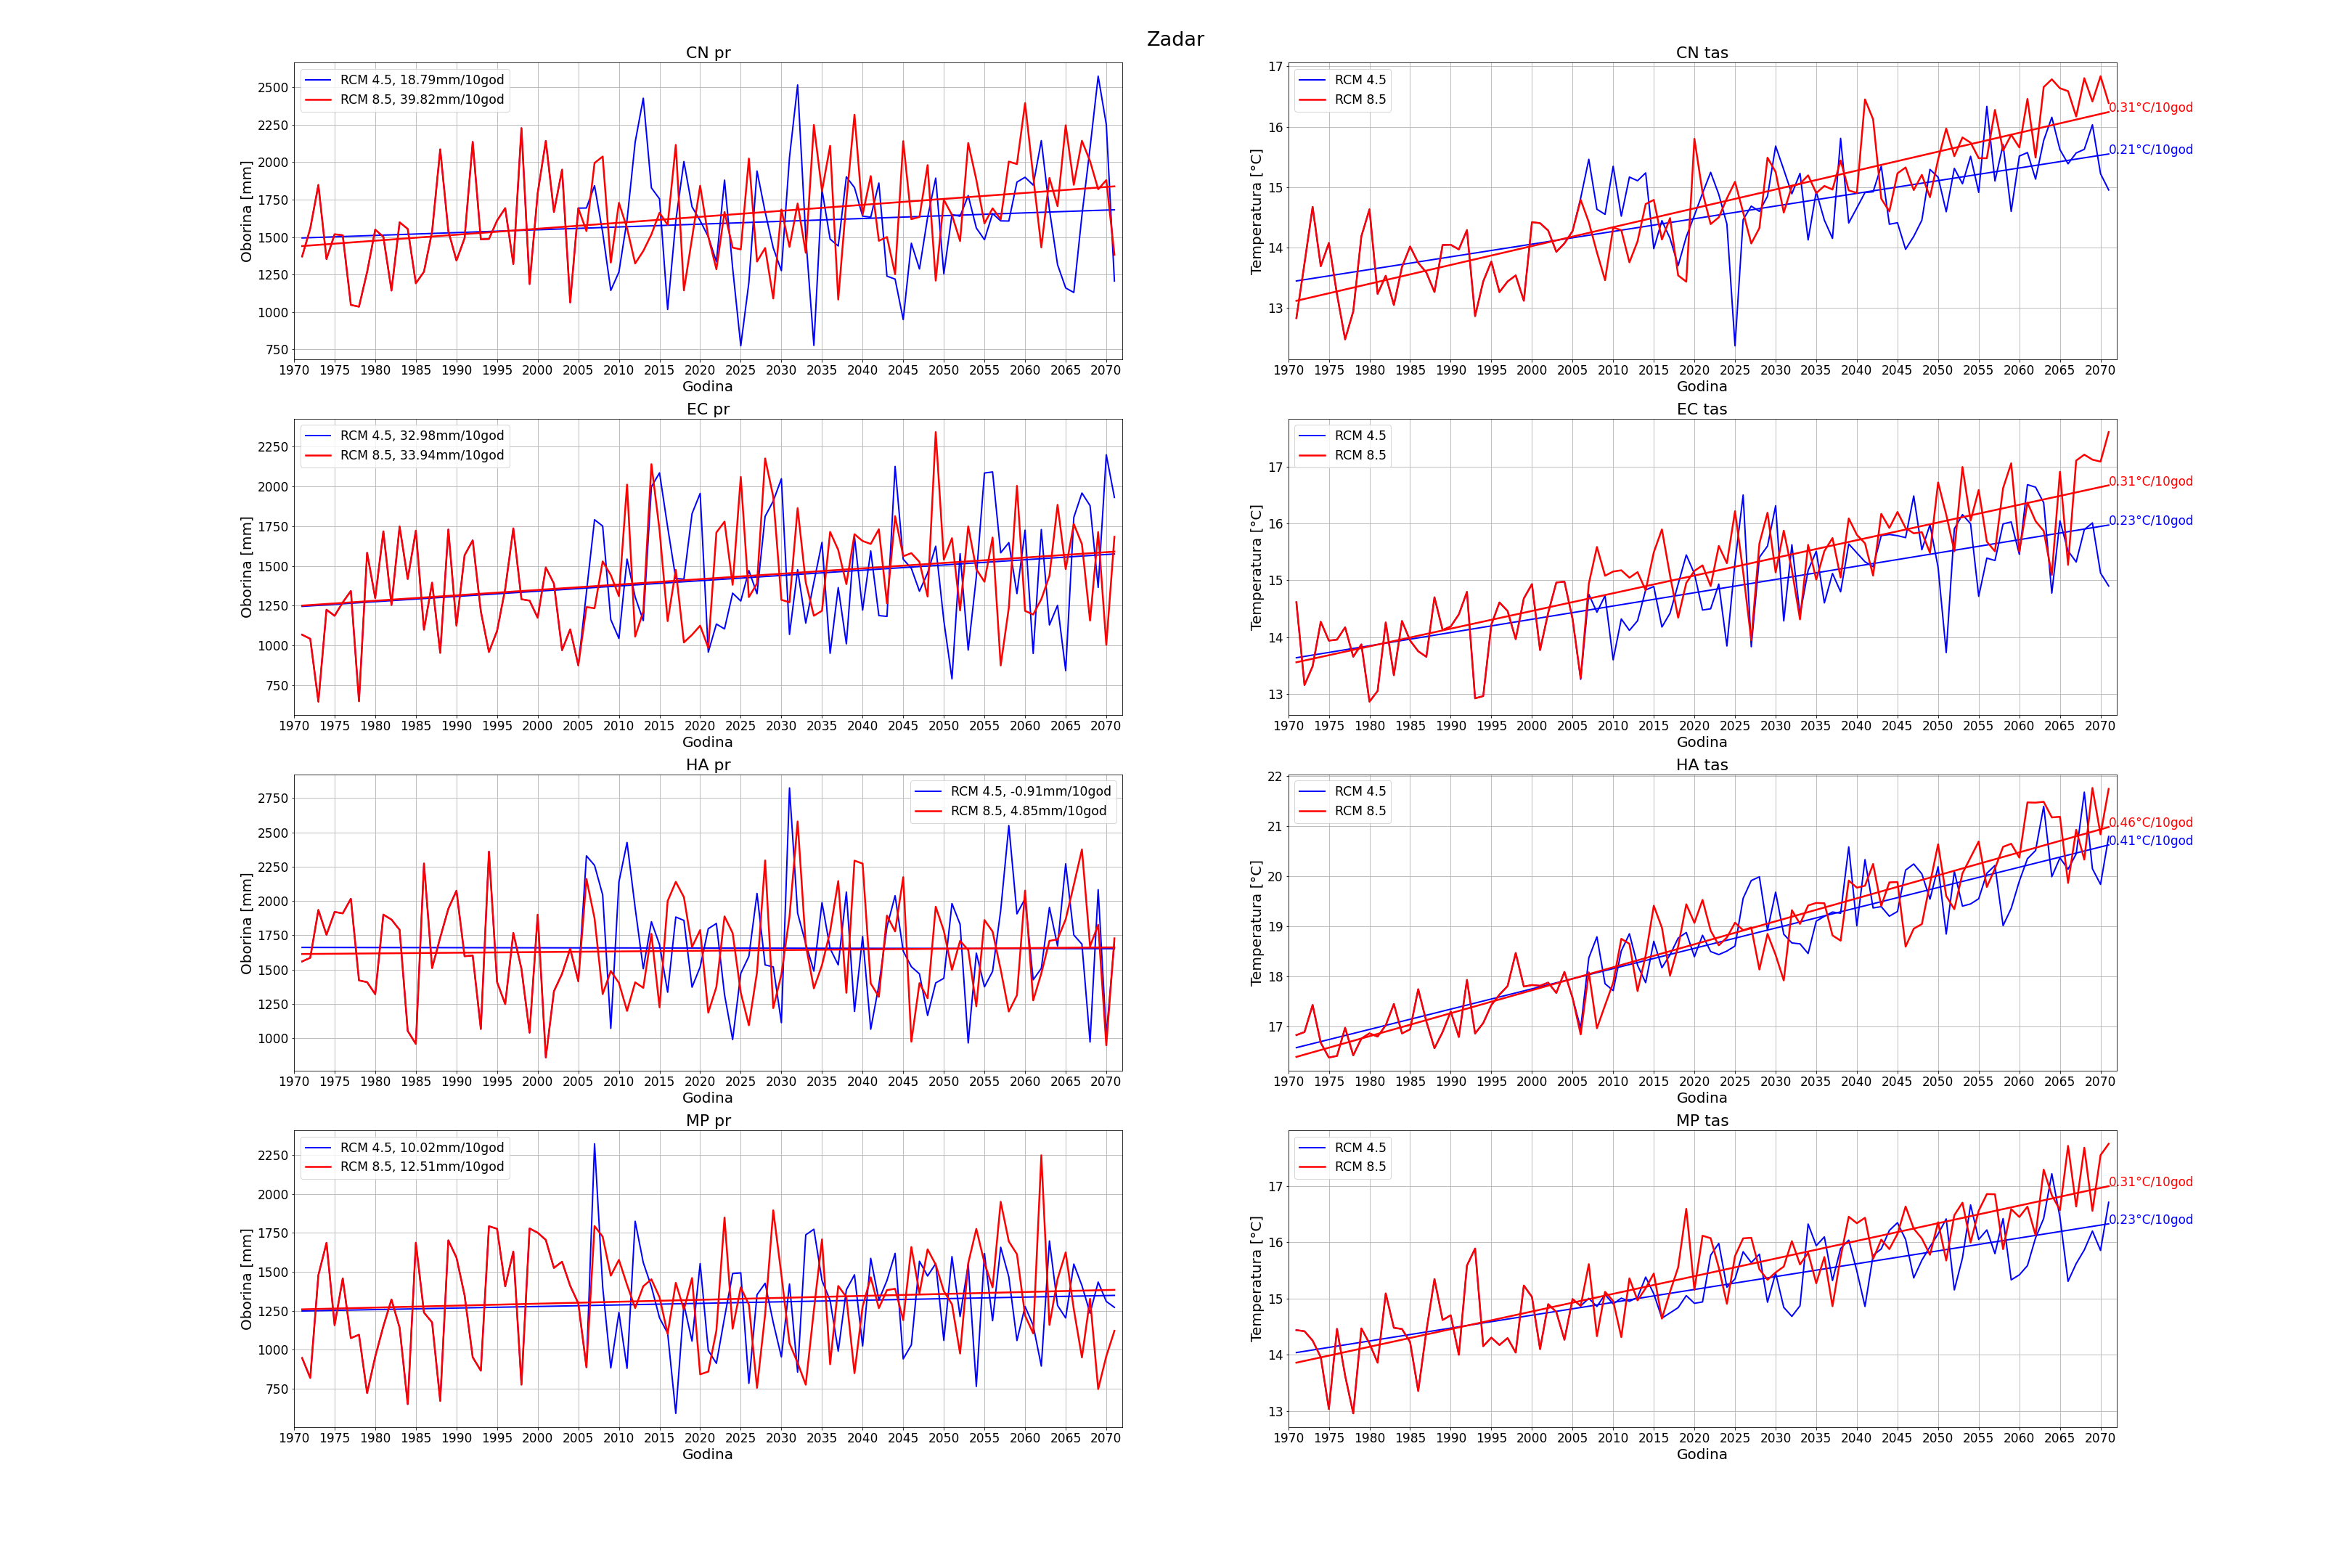 Zadar
CN pr
RCM 4.5, 18.79mm/10god
RCM 8.5, 39.82mm/10god
Oborina [mm]
2500
2250
2000
1750
1500
1250
1000
750
1970 1975 1980 1985 1990 1995 2000 2005 2010 2015 2020 2025 2030 2035 2040 2045 2050 2055 2060 2065 2070
Godina
CN tas
RCM 4.5
RCM 8.5
Temperatura [°C]
17
16
15
14
13
0.31°C/10god
0.21°C/10god
1970 1975 1980 1985 1990 1995 2000 2005 2010 2015 2020 2025 2030 2035 2040 2045 2050 2055 2060 2065 2070
Godina
EC pr
RCM 4.5, 32.98mm/10god
RCM 8.5, 33.94mm/10god
Oborina [mm]
2250
2000
1750
1500
1250
1000
750
1970 1975 1980 1985 1990 1995 2000 2005 2010 2015 2020 2025 2030 2035 2040 2045 2050 2055 2060 2065 2070
Godina
EC tas
RCM 4.5
RCM 8.5
Temperatura [°C]
17
16
15
14
13
0.31°C/10god
0.23°C/10god
1970 1975 1980 1985 1990 1995 2000 2005 2010 2015 2020 2025 2030 2035 2040 2045 2050 2055 2060 2065 2070
Godina
HA pr
RCM 4.5, -0.91mm/10god
RCM 8.5, 4.85mm/10god
Oborina [mm]
2750
2500
2250
2000
1750
1500
1250
1000
1970 1975 1980 1985 1990 1995 2000 2005 2010 2015 2020 2025 2030 2035 2040 2045 2050 2055 2060 2065 2070
Godina
HA tas
RCM 4.5
RCM 8.5
Temperatura [°C]
22
21
20
19
18
17
0.46°C/10god
0.41°C/10god
1970 1975 1980 1985 1990 1995 2000 2005 2010 2015 2020 2025 2030 2035 2040 2045 2050 2055 2060 2065 2070
Godina
MP pr
RCM 4.5, 10.02mm/10god
RCM 8.5, 12.51mm/10god
Oborina [mm]
2250
2000
1750
1500
1250
1000
750
1970 1975 1980 1985 1990 1995 2000 2005 2010 2015 2020 2025 2030 2035 2040 2045 2050 2055 2060 2065 2070
Godina
MP tas
RCM 4.5
RCM 8.5
Temperatura [°C]
17
16
15
14
13
0.31°C/10god
0.23°C/10god
1970 1975 1980 1985 1990 1995 2000 2005 2010 2015 2020 2025 2030 2035 2040 2045 2050 2055 2060 2065 2070
Godina